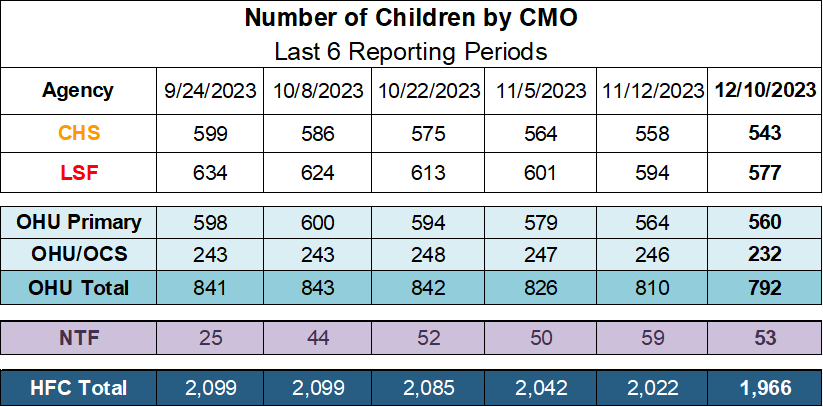 Number of Children by CMO
Last 6 Reporting Periods
Agency 9/24/2023 10/8/2023 10/22/2023 11/5/2023 11/12/2023 12/10/2023
CHS 599 586 575 564 558 543
LSF 634 624 613 601 594 577
OHU Primary 598 600 594 579 564 560
OHU/OCS 243 243 248 247 246 232
OHU Total 841 843 842 826 810 792
NTF 25 44 52 50 59 53
HFC Total 2,099 2,099 2,085 2,042 2,022 1,966